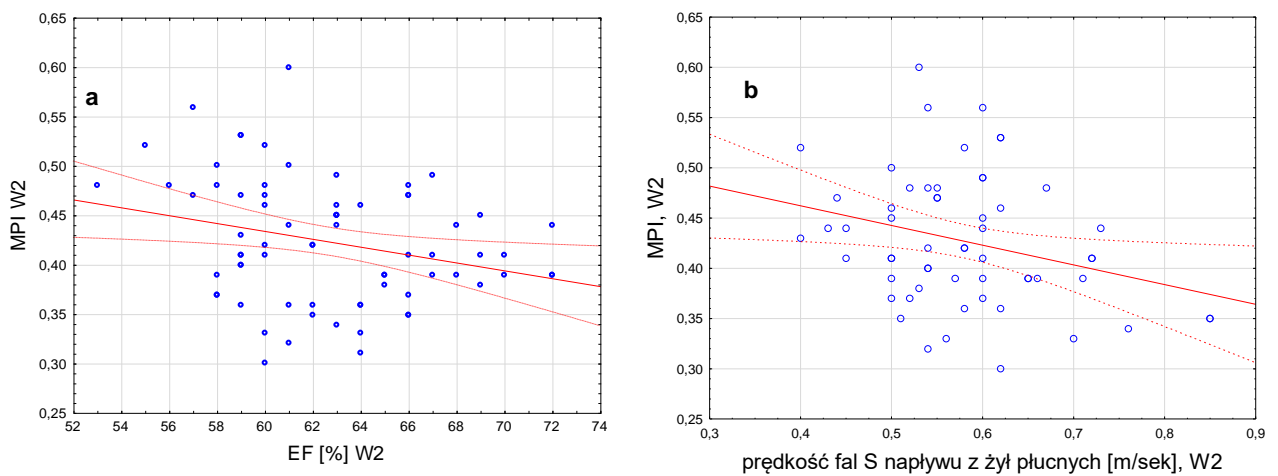 a
0,65
0,60
0,55
0,50
0,45
0,40
0,35
0,30
0,25
MPI W2
52 54 56 58 60 62 64 66 68 70 72 74
EF [%] W2
b
0,65
0,60
0,55
0,50
0,45
0,40
0,35
0,30
0,25
MPI, W2
0,3 0,4 0,5 0,6 0,7 0,8 0,9
prędkość fal S napływu z żył płucnych [m/sek], W2